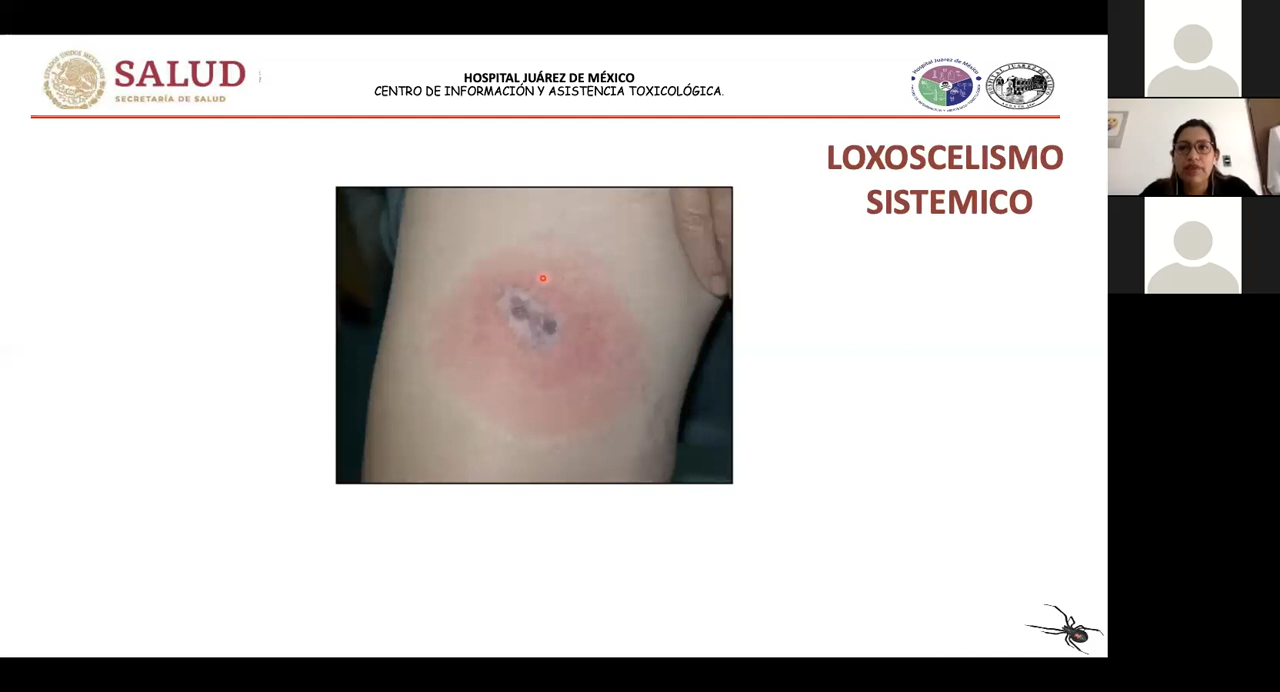 SALUD
SECRETARÍA DE SALUD
HOSPITAL JUÁREZ DE MÉXICO
CENTRO DE INFORMACIÓN Y ASISTENCIA TOXICOLÓGICA.
LOXOSCELISMO
SISTEMICO